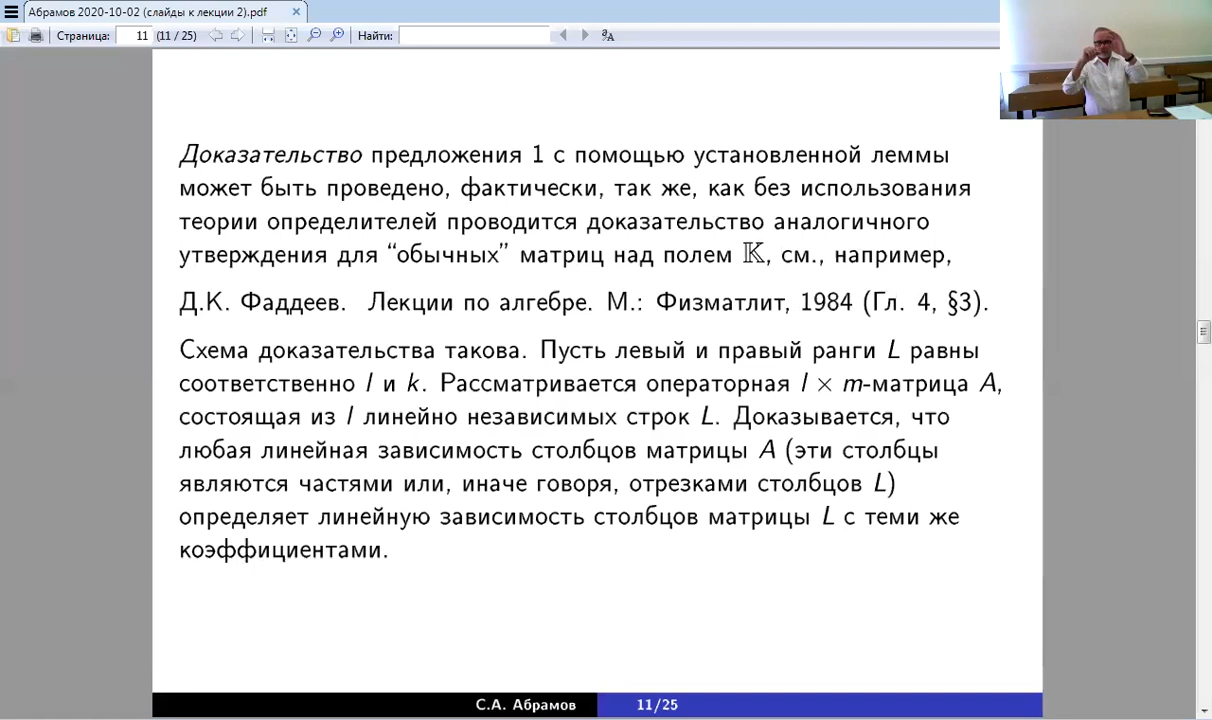 Абрамов 2020-10-02 (слайды к лекции 2).pdf
Страница: 11 (11 / 25) Найти:
Доказательство предложения 1 с помощью установленной леммы
может быть проведено, фактически, так же, как без использования
теории определителей проводится доказательство аналогичного
утверждения для “обычных” матриц над полем 𝕂, см., например,
Д.К. Фаддеев. Лекции по алгебре. М.: Физматлит, 1984 (Гл. 4, §3).
Схема доказательства такова. Пусть левый и правый ранги L равны
соответственно l и k. Рассматривается операторная l × m-матрица A,
состоящая из l линейно независимых строк L. Доказывается, что
любая линейная зависимость столбцов матрицы A (эти столбцы
являются частями или, иначе говоря, отрезками столбцов L)
определяет линейную зависимость столбцов матрицы L с теми же
коэффициентами.
С.А. Абрамов 11/25